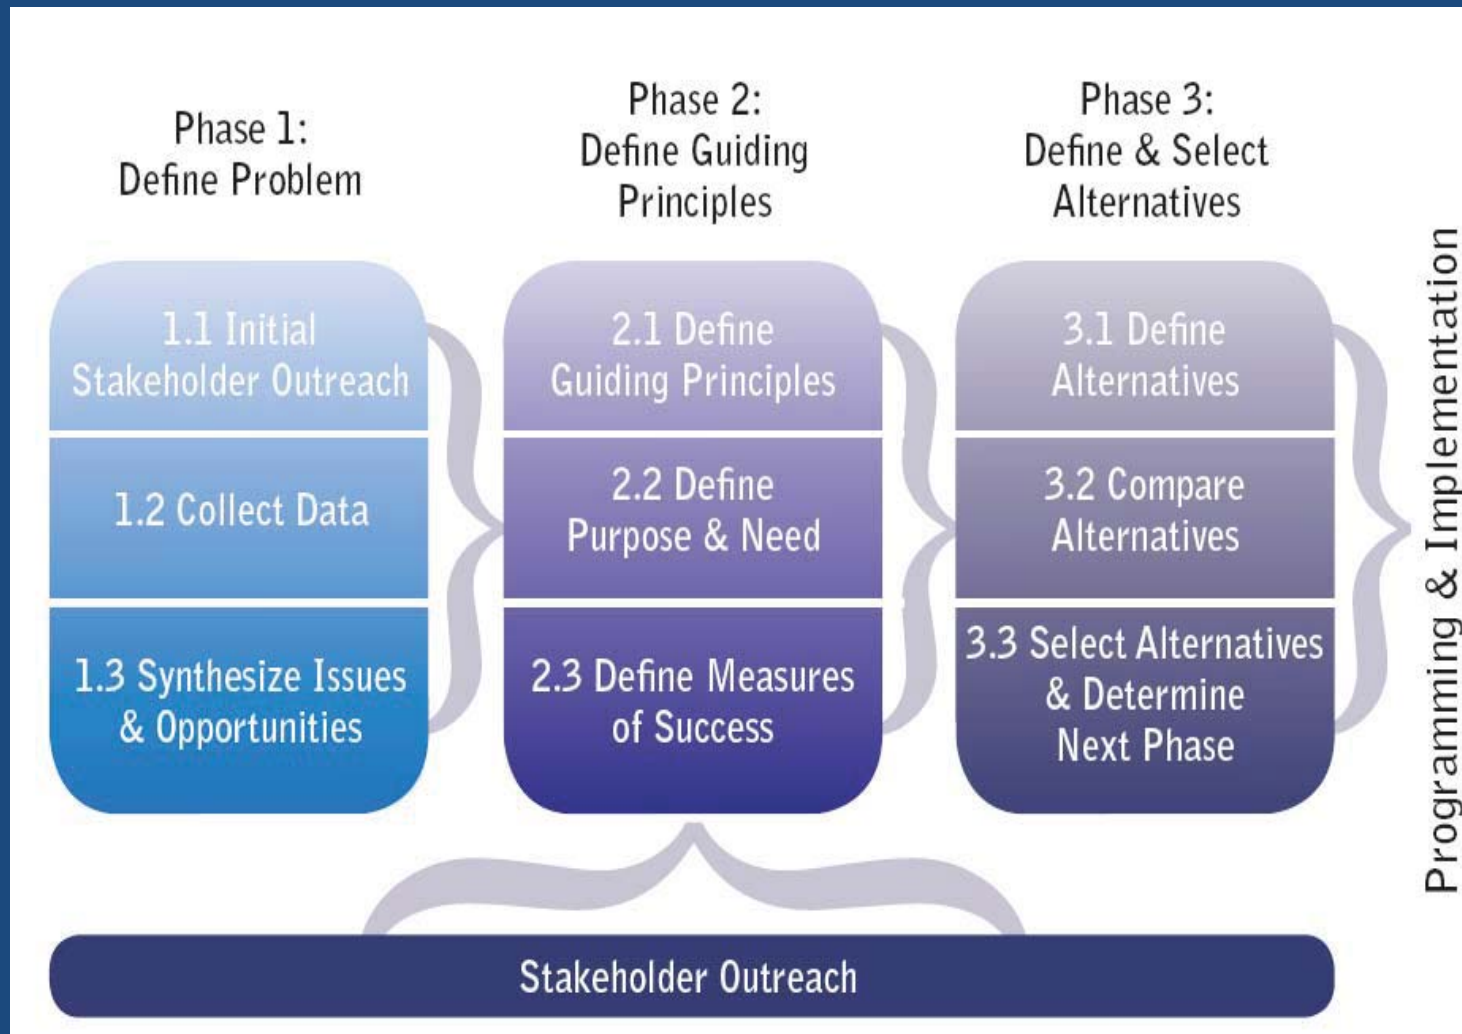 Phase 1:
Define Problem
1.1 Initial
Stakeholder Outreach
1.2 Collect Data
1.3 Synthesize Issues
& Opportunities
Phase 2:
Define Guiding
Principles
2.1 Define
Guiding Principles
2.2 Define
Purpose & Need
2.3 Define Measures
of Success
Phase 3:
Define & Select
Alternatives
3.1 Define
Alternatives
3.2 Compare
Alternatives
3.3 Select Alternatives
& Determine
Next Phase
Programming & Implementation
Stakeholder Outreach